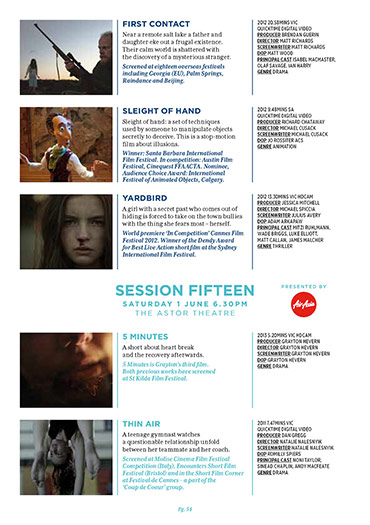 FIRST CONTACT
Near a remote salt lake a father and
daughter eke out a frugal existence.
Their calm world is shattered with
the discovery of a mysterious stranger.
Screened at eighteen overseas festivals
including Georgia (EU), Palm Springs,
Raindance and Beijing.
2012 20.38MINS VIC
QUICKTIME DIGITAL VIDEO
PRODUCER BRENDAN GUERIN
DIRECTOR MATT RICHARDS
SCREENWRITER MATT RICHARDS
DOP MATT WOOD
PRINCIPAL CAST ISABEL MACMASTER,
OLAF SAVAGE, IAN NARRY.
GENRE DRAMA
SLEIGHT OF HAND
Sleight of hand: a set of techniques
used by someone to manipulate objects
secretly to deceive. This is a stop-motion
film about illusions.
Winner: Santa Barbara International
Film Festival. In competition: Austin Film
Festival, Cinequest FF, AACTA. Nominee,
Audience Choice Award: International
Festival of Animated Objects, Calgary.
2012 9.48MINS SA
QUICKTIME DIGITAL VIDEO
PRODUCER RICHARD CHATAWAY
DIRECTOR MICHAEL CUSACK
SCREENWRITER MICHAEL CUSACK
DOP JO ROSSITER ACS
GENRE ANIMATION
YARDBIRD
A girl with a secret past who comes out of
hiding is forced to take on the town bullies
with the thing she fears most – herself.
World premiere 'In Competition' Cannes Film
Festival 2012. Winner of the Dendy Award
for Best Live Action short film at the Sydney
International Film Festival.
2012 13.30MINS VIC HDCAM
PRODUCER JESSICA MITCHELL
DIRECTOR MICHAEL SPICCIA
SCREENWRITER JULIUS AVERY
DOP ADAM ARKAPAW
PRINCIPAL CAST MITZI RUHLMANN,
WADE BRIGGS, LUKE ELLIOTT,
MATT CALLAN, JAMES MALCHER
GENRE THRILLER
SESSION FIFTEEN
SATURDAY 1 JUNE 6.30PM
THE ASTOR THEATRE
PRESENTED BY
AirAsia
5 MINUTES
A short about heart break
and the recovery afterwards.
5 Minutes is Grayton's third film.
Both previous works have screened
at St Kilda Film Festival.
2013 5.20MINS VIC HDCAM
PRODUCER GRAYTON HEVERN
DIRECTOR GRAYTON HEVERN
SCREENWRITER GRAYTON HEVERN
DOP GRAYTON HEVERN
GENRE DRAMA
THIN AIR
A teenage gymnast watches
a questionable relationship unfold
between her teammate and her coach.
Screened at Molise Cinema Film Festival
Competition (Italy), Encounters Short Film
Festival (Bristol) and in the Short Film Corner
at Festival de Cannes – a part of the
'Coup de Coeur' group.
2011 7.47MINS VIC
QUICKTIME DIGITAL VIDEO
PRODUCER DAN GREGG
DIRECTOR NATALIE NALESNYIK
SCREENWRITER NATALIE NALESNYIK
DOP ROMILLY SPIERS
PRINCIPAL CAST NONI TAYLOR,
SINEAD CHAPLIN, ANDY MACFEATE
GENRE DRAMA
Pg. 54